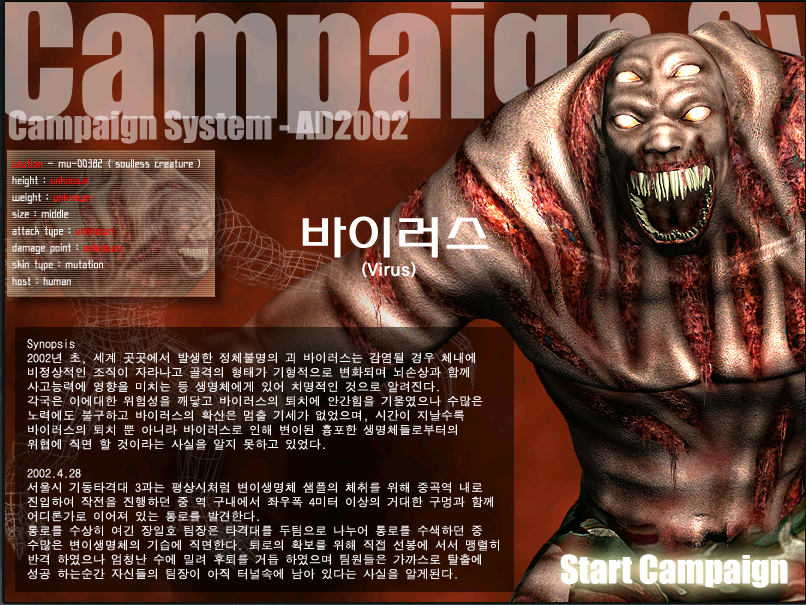 Campaign Sy
Campaign System - AD2002
- mu-00382 ( soulless creature )
height : unknown
weight : unknown
size : middle
attack type : unknown
damage point : unknown
skin type : mutation
host : human
바이러스
(Virus)
Synopsis
2002년 초, 세계 곳곳에서 발생한 정체불명의 괴 바이러스는 감염될 경우 체내에
비정상적인 조직이 자라나고 골격의 형태가 기형적으로 변화되며 뇌손상과 함께
사고능력에 영향을 미치는 등 생명체에게 있어 치명적인 것으로 알려진다.
각국은 이에대한 위험성을 깨닫고 바이러스의 퇴치에 안간힘을 기울였으나 수많은
노력에도 불구하고 바이러스의 확산은 멈출 기세가 없었으며, 시간이 지날수록
바이러스의 퇴치 뿐 아니라 바이러스로 인해 변이된 흉포한 생명체들로부터의
위협에 직면 할 것이라는 사실을 알지 못하고 있었다.
2002.4.28
서울시 기동타격대 3과는 평상시처럼 변이생명체 샘플의 체취를 위해 중곡역 내로
진입하여 작전을 진행하던 중 역 구내에서 좌우폭 4미터 이상의 거대한 구멍과 함께
어디론가로 이어져 있는 통로를 발견한다.
통로를 수상히 여긴 장일호 팀장은 타격대를 두팀으로 나누어 통로를 수색하던 중
수많은 변이생명체의 기습에 직면한다. 퇴로의 확보를 위해 직접 선봉에 서서 맹렬히
반격 하였으나 엄청난 수에 밀려 후퇴를 거듭 하였으며 팀원들은 가까스로 탈출에
성공 하는순간 자신들의 팀장이 아직 터널속에 남아 있다는 사실을 알게된다.
Start Campaign